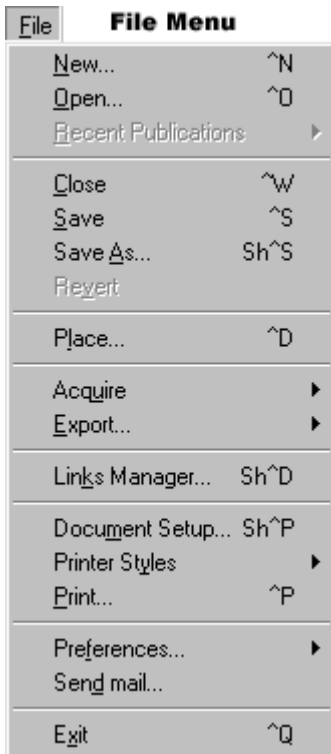 File File Menu
New... ^N
Open... ^O
Recent Publications
Close ^W
Save ^S
Save As... Sh^S
Revert
Place... ^D
Acquire
Export...
Links Manager... Sh^D
Document Setup... Sh^P
Printer Styles
Print... ^P
Preferences...
Send mail...
Exit ^Q